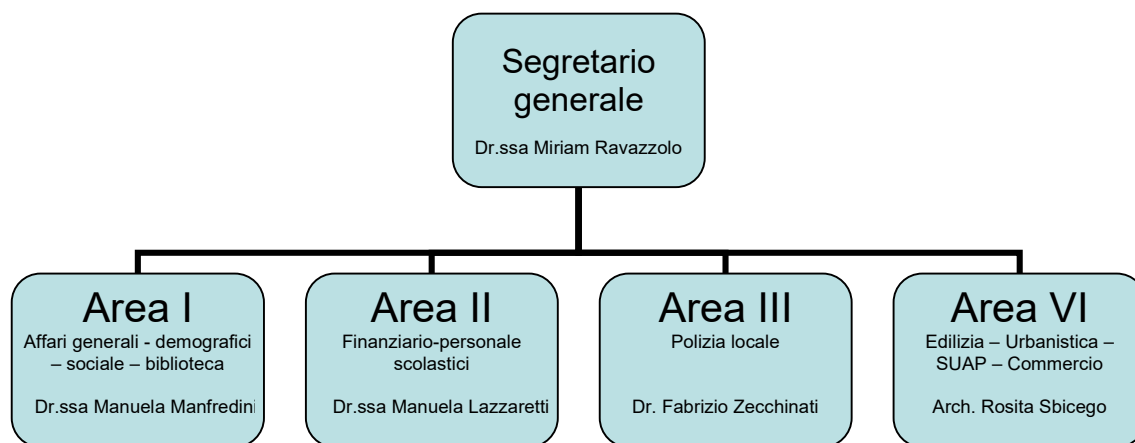 Segretario
generale
Dr.ssa Miriam Ravazzolo
Area I
Affari generali - demografici
– sociale – biblioteca
Dr.ssa Manuela Manfredini
Area II
Finanziario-personale
scolastici
Dr.ssa Manuela Lazzaretti
Area III
Polizia locale
Dr. Fabrizio Zecchinati
Area VI
Edilizia – Urbanistica –
SUAP – Commercio
Arch. Rosita Sbicego